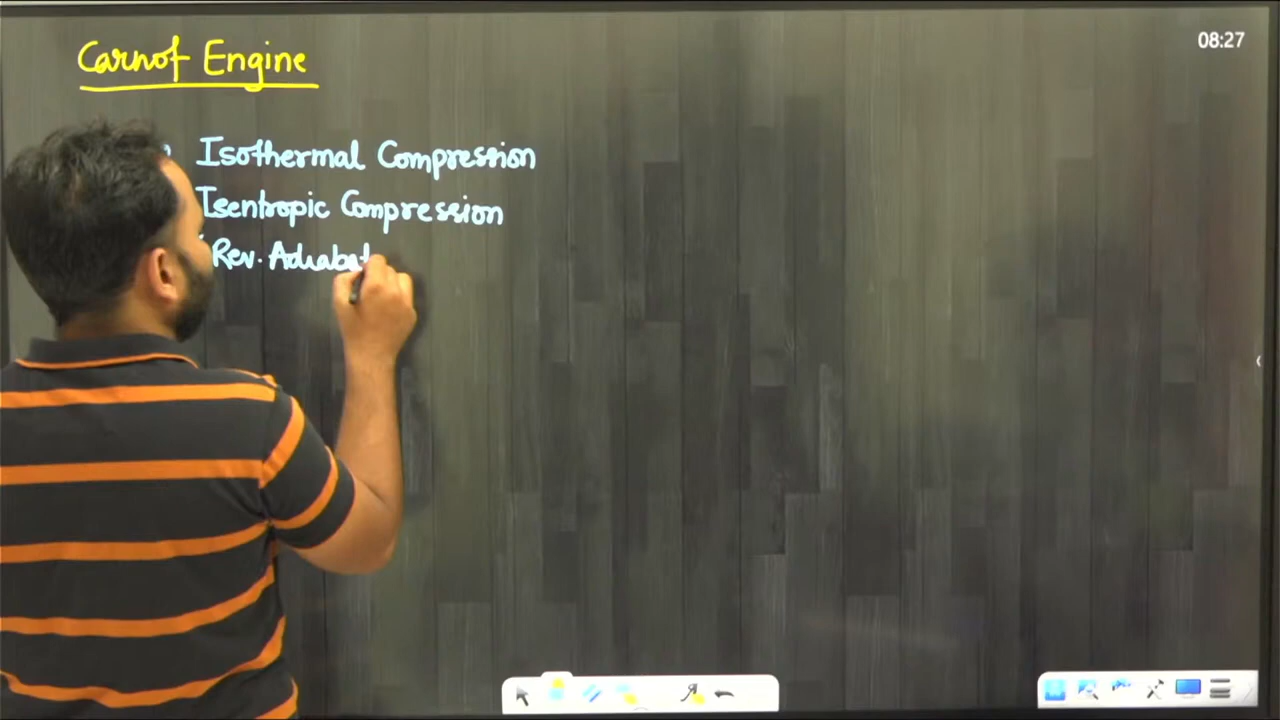 Carnot Engine
08:27
Isothermal Compression
Isentropic Compression
Rev. Adiabat